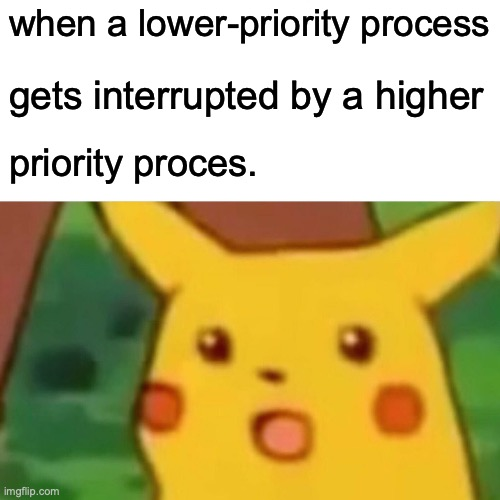 when a lower-priority process
gets interrupted by a higher
priority proces.
imgflip.com